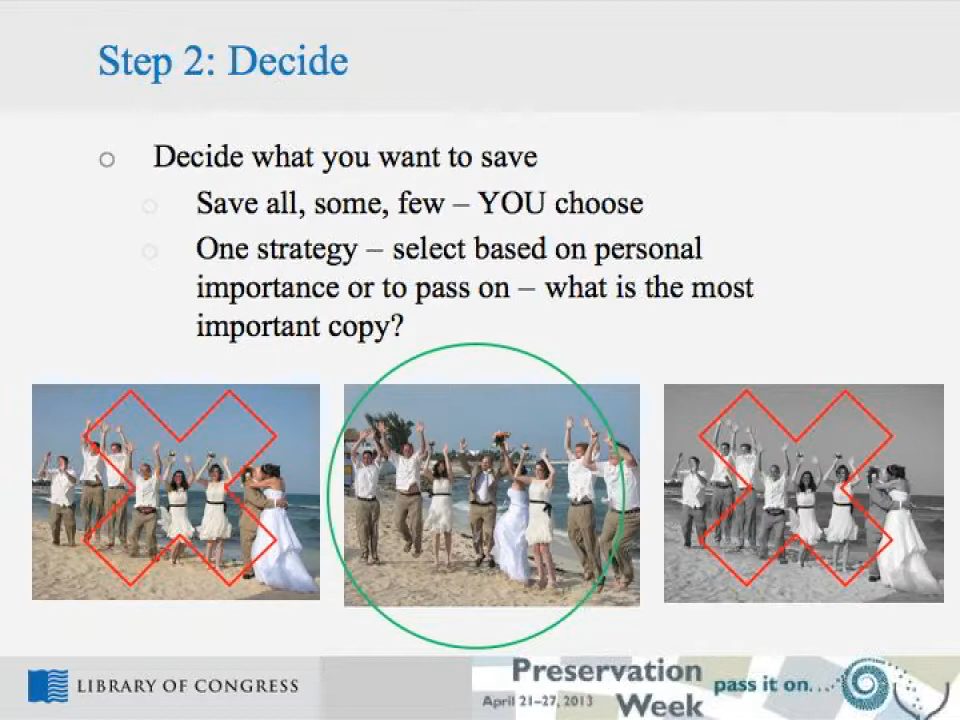 Step 2: Decide
Decide what you want to save
Save all, some, few – YOU choose
One strategy – select based on personal
importance or to pass on – what is the most
important copy?
LIBRARY OF CONGRESS
Preservation
April 21–27, 2013 Week
pass it on...